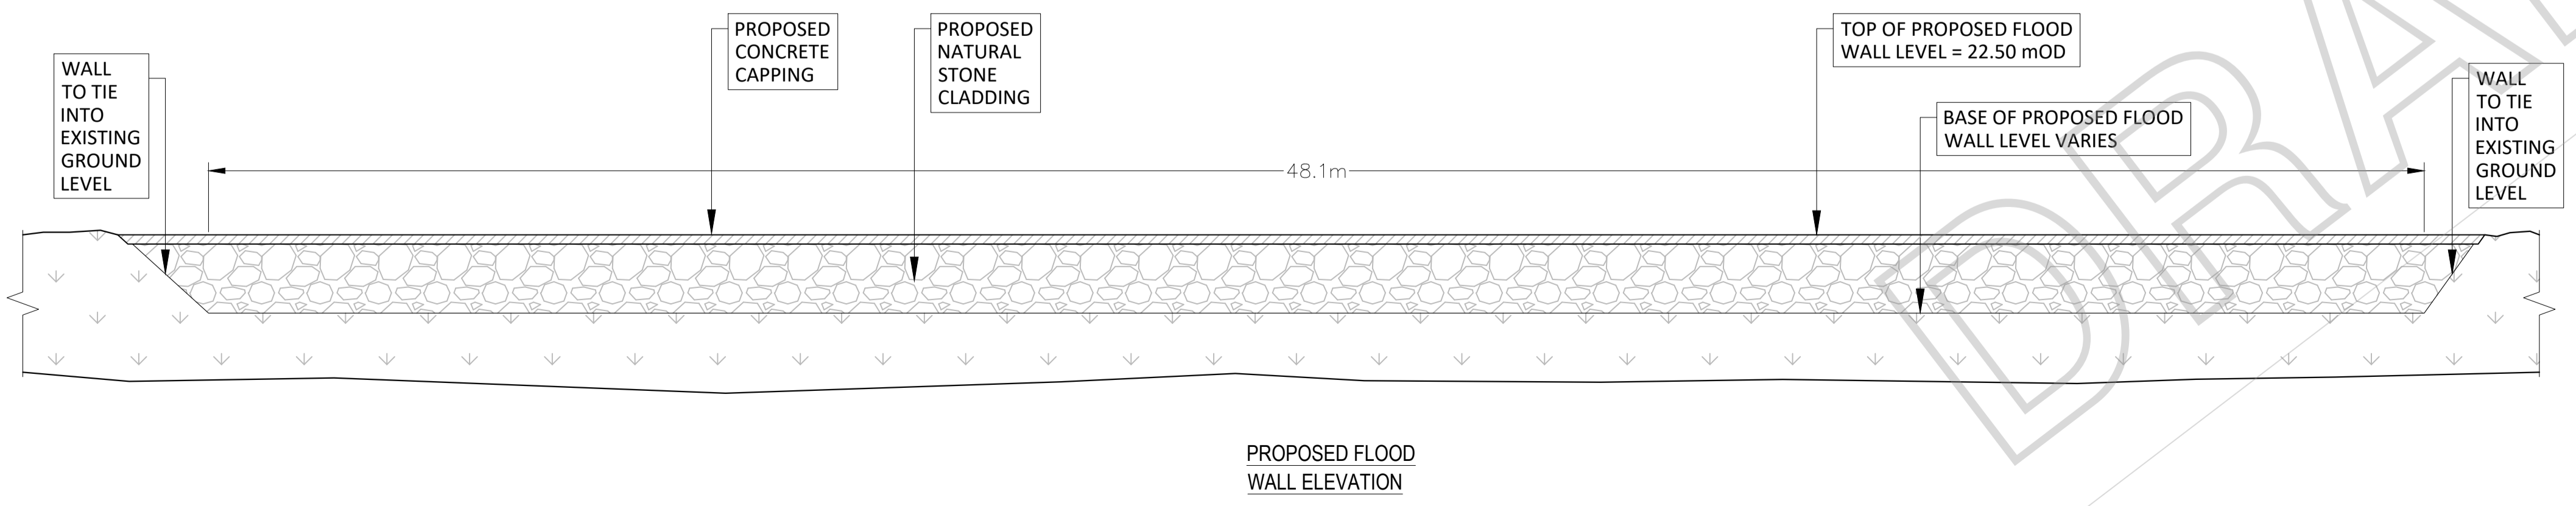 WALL
TO TIE
INTO
EXISTING
GROUND
LEVEL
PROPOSED
CONCRETE
CAPPING
PROPOSED
NATURAL
STONE
CLADDING
TOP OF PROPOSED FLOOD
WALL LEVEL = 22.50 mOD
BASE OF PROPOSED FLOOD
WALL LEVEL VARIES
WALL
TO TIE
INTO
EXISTING
GROUND
LEVEL
48.1m
PROPOSED FLOOD
WALL ELEVATION
DRA